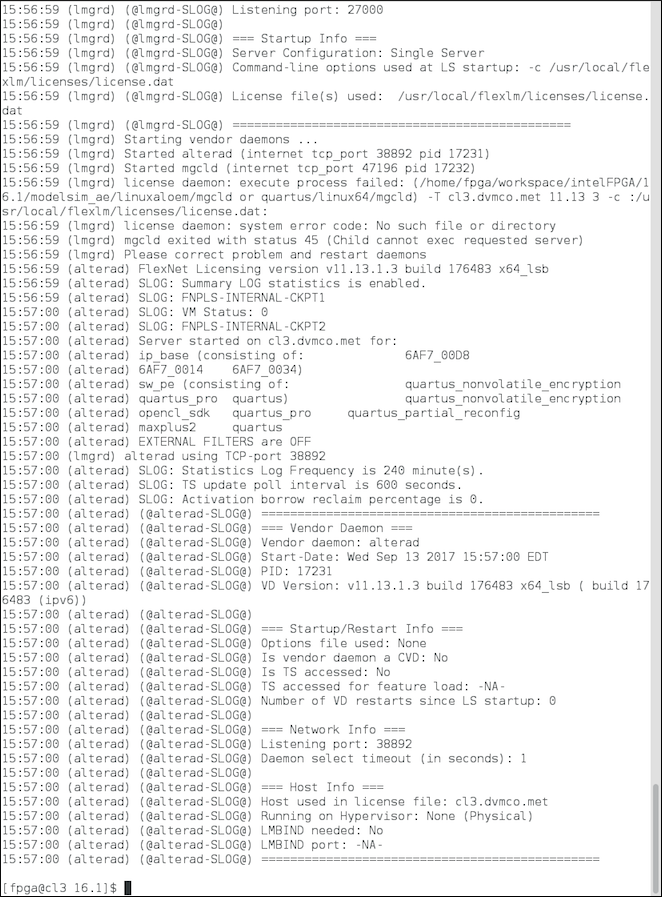 15:56:59 (lmgrd) (@lmgrd-SLOG@) Listening port: 27000
15:56:59 (lmgrd) (@lmgrd-SLOG@)
15:56:59 (lmgrd) (@lmgrd-SLOG@) === Startup Info ===
15:56:59 (lmgrd) (@lmgrd-SLOG@) Server Configuration: Single Server
15:56:59 (lmgrd) (@lmgrd-SLOG@) Command-line options used at LS startup: -c /usr/local/fle
xlm/licenses/license.dat
15:56:59 (lmgrd) (@lmgrd-SLOG@) License file(s) used:  /usr/local/flexlm/licenses/license.
dat
15:56:59 (lmgrd) (@lmgrd-SLOG@) ===============================================
15:56:59 (lmgrd) Starting vendor daemons ...
15:56:59 (lmgrd) Started alterad (internet tcp_port 38892 pid 17231)
15:56:59 (lmgrd) Started mgcld (internet tcp_port 47196 pid 17232)
15:56:59 (lmgrd) license daemon: execute process failed: (/home/fpga/workspace/intelFPGA/1
6.1/modelsim_ae/linuxaloem/mgcld or quartus/linux64/mgcld) -T cl3.dvmco.met 11.13 3 -c :/u
sr/local/flexlm/licenses/license.dat:
15:56:59 (lmgrd) license daemon: system error code: No such file or directory
15:56:59 (lmgrd) mgcld exited with status 45 (Child cannot exec requested server)
15:56:59 (lmgrd) Please correct problem and restart daemons
15:56:59 (alterad) FlexNet Licensing version v11.13.1.3 build 176483 x64_lsb
15:56:59 (alterad) SLOG: Summary LOG statistics is enabled.
15:56:59 (alterad) SLOG: FNPLS-INTERNAL-CKPT1
15:57:00 (alterad) SLOG: VM Status: 0
15:57:00 (alterad) SLOG: FNPLS-INTERNAL-CKPT2
15:57:00 (alterad) Server started on cl3.dvmco.met for:
15:57:00 (alterad) ip_base (consisting of:              6AF7_00D8
15:57:00 (alterad) 6AF7_0014    6AF7_0034)
15:57:00 (alterad) sw_pe (consisting of:                quartus_nonvolatile_encryption
15:57:00 (alterad) quartus_pro  quartus)                quartus_nonvolatile_encryption
15:57:00 (alterad) opencl_sdk   quartus_pro     quartus_partial_reconfig
15:57:00 (alterad) maxplus2     quartus
15:57:00 (alterad) EXTERNAL FILTERS are OFF
15:57:00 (lmgrd) alterad using TCP-port 38892
15:57:00 (alterad) SLOG: Statistics Log Frequency is 240 minute(s).
15:57:00 (alterad) SLOG: TS update poll interval is 600 seconds.
15:57:00 (alterad) SLOG: Activation borrow reclaim percentage is 0.
15:57:00 (alterad) (@alterad-SLOG@) ===============================================
15:57:00 (alterad) (@alterad-SLOG@) === Vendor Daemon ===
15:57:00 (alterad) (@alterad-SLOG@) Vendor daemon: alterad
15:57:00 (alterad) (@alterad-SLOG@) Start-Date: Wed Sep 13 2017 15:57:00 EDT
15:57:00 (alterad) (@alterad-SLOG@) PID: 17231
15:57:00 (alterad) (@alterad-SLOG@) VD Version: v11.13.1.3 build 176483 x64_lsb ( build 17
6483 (ipv6))
15:57:00 (alterad) (@alterad-SLOG@)
15:57:00 (alterad) (@alterad-SLOG@) === Startup/Restart Info ===
15:57:00 (alterad) (@alterad-SLOG@) Options file used: None
15:57:00 (alterad) (@alterad-SLOG@) Is vendor daemon a CVD: No
15:57:00 (alterad) (@alterad-SLOG@) Is TS accessed: No
15:57:00 (alterad) (@alterad-SLOG@) TS accessed for feature load: -NA-
15:57:00 (alterad) (@alterad-SLOG@) Number of VD restarts since LS startup: 0
15:57:00 (alterad) (@alterad-SLOG@)
15:57:00 (alterad) (@alterad-SLOG@) === Network Info ===
15:57:00 (alterad) (@alterad-SLOG@) Listening port: 38892
15:57:00 (alterad) (@alterad-SLOG@) Daemon select timeout (in seconds): 1
15:57:00 (alterad) (@alterad-SLOG@)
15:57:00 (alterad) (@alterad-SLOG@) === Host Info ===
15:57:00 (alterad) (@alterad-SLOG@) Host used in license file: cl3.dvmco.met
15:57:00 (alterad) (@alterad-SLOG@) Running on Hypervisor: None (Physical)
15:57:00 (alterad) (@alterad-SLOG@) LMBIND needed: No
15:57:00 (alterad) (@alterad-SLOG@) LMBIND port: -NA-
15:57:00 (alterad) (@alterad-SLOG@) ===============================================
[fpga@cl3 16.1]$